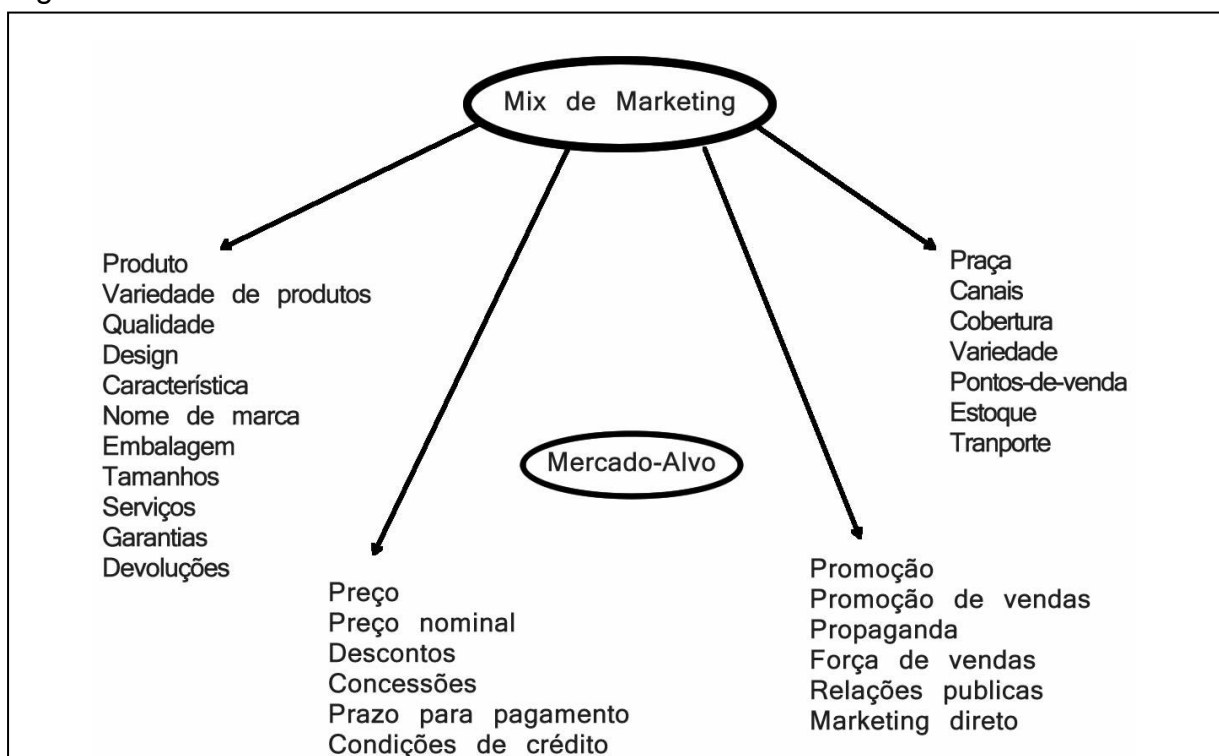 Mix de Marketing
Produto
Variedade de produtos
Qualidade
Design
Característica
Nome de marca
Embalagem
Tamanhos
Serviços
Garantias
Devoluções
Preço
Preço nominal
Descontos
Concessões
Prazo para pagamento
Condições de crédito
Mercado-Alvo
Promoção
Promoção de vendas
Propaganda
Força de vendas
Relações publicas
Marketing direto
Praça
Canais
Cobertura
Variedade
Pontos-de-venda
Estoque
Tranporte